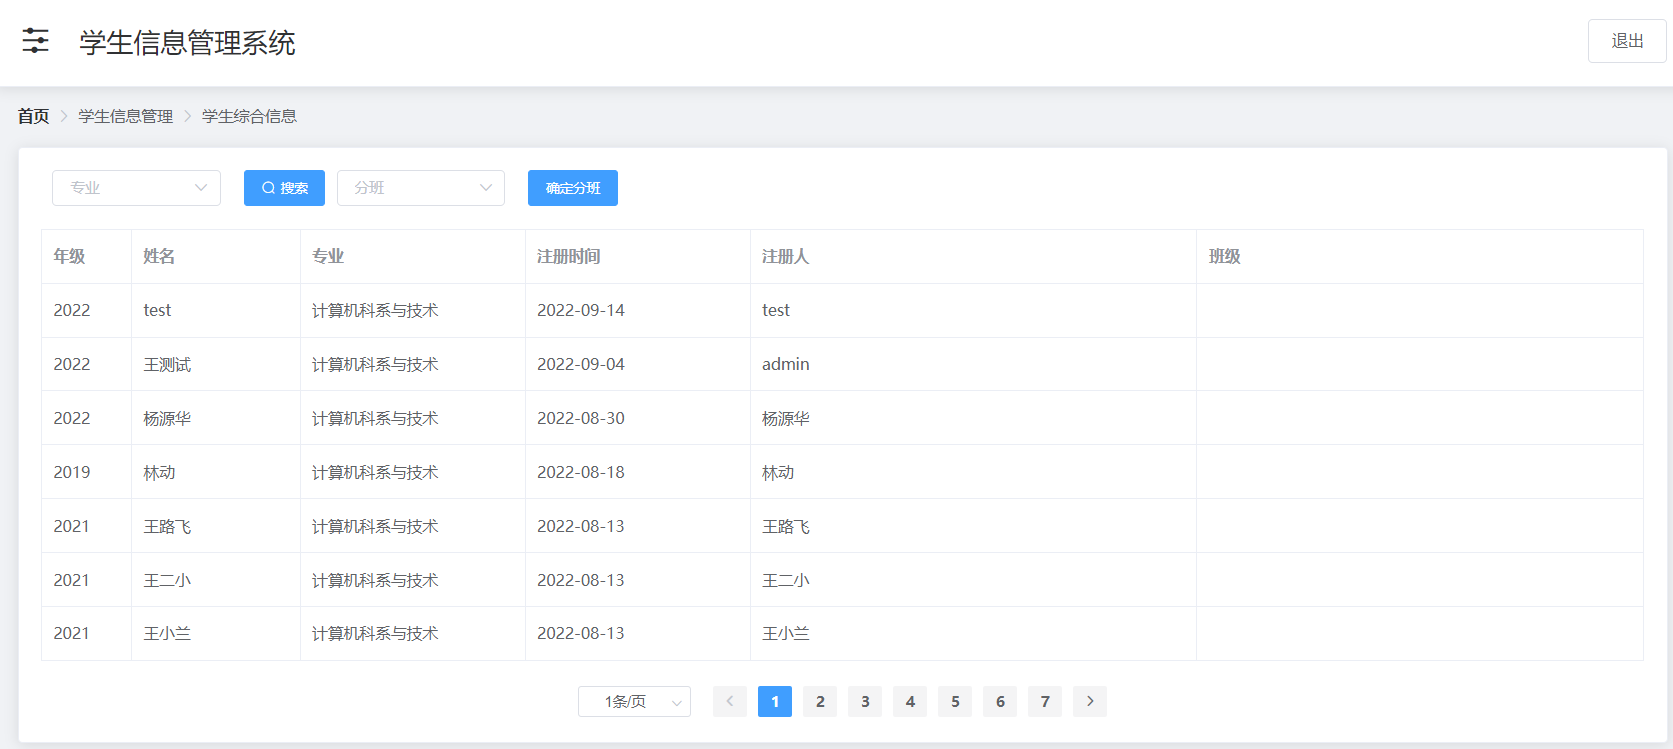 学生信息管理系统
退出
首页 学生信息管理 学生综合信息
专业 搜索 分班 确定分班
年级 姓名 专业 注册时间 注册人 班级
2022 test 计算机科系与技术 2022-09-14 test
2022 王测试 计算机科系与技术 2022-09-04 admin
2022 杨源华 计算机科系与技术 2022-08-30 杨源华
2019 林动 计算机科系与技术 2022-08-18 林动
2021 王路飞 计算机科系与技术 2022-08-13 王路飞
2021 王二小 计算机科系与技术 2022-08-13 王二小
2021 王小兰 计算机科系与技术 2022-08-13 王小兰
1条/页 1 2 3 4 5 6 7